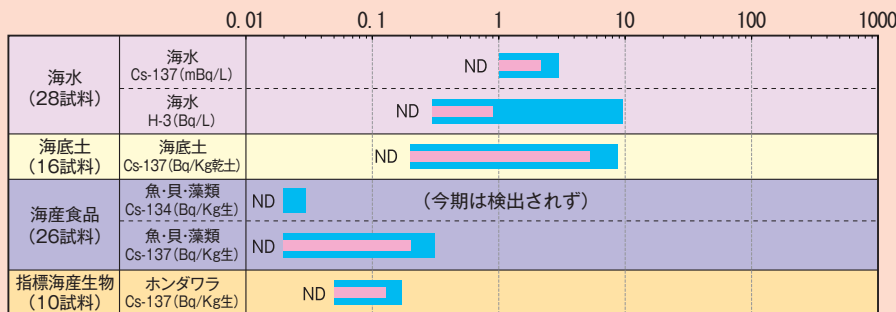 0.01 0.1 1 10 100 1000
海水
(28試料)
海水
Cs-137(mBq/L)
ND
海水
H-3(Bq/L)
ND
海底土
(16試料)
海底土
Cs-137(Bq/Kg乾土)
ND
海産食品
(26試料)
魚・貝・藻類
Cs-134(Bq/Kg生)
ND
(今期は検出されず)
魚・貝・藻類
Cs-137(Bq/Kg生)
ND
指標海産生物
(10試料)
ホンダワラ
Cs-137(Bq/Kg生)
ND